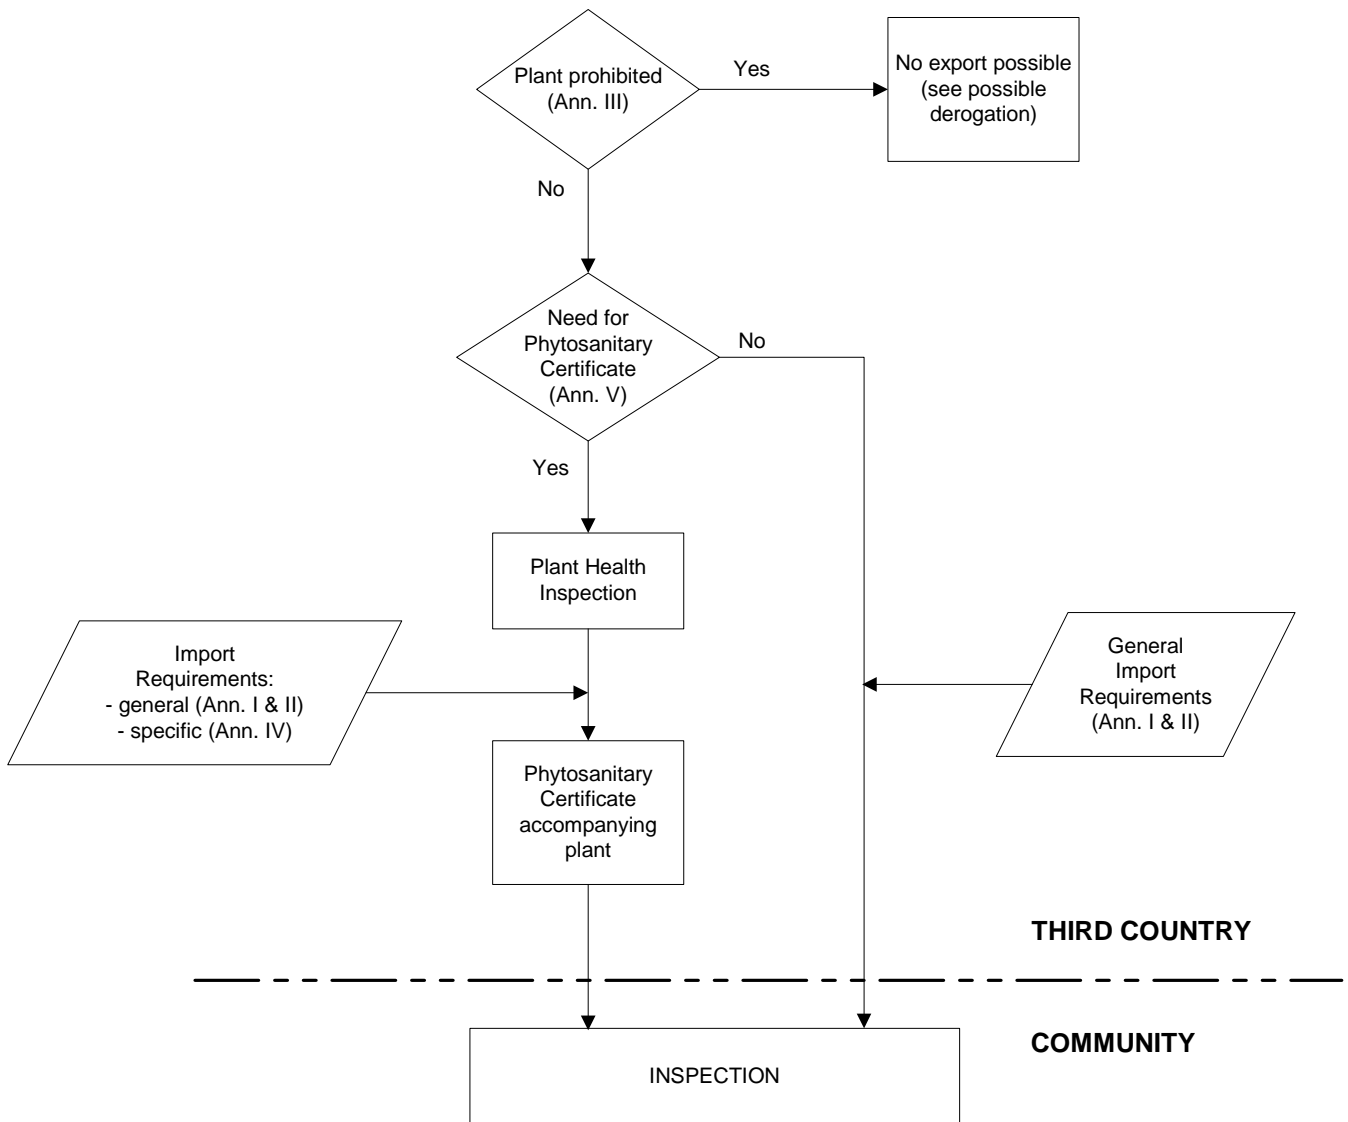 Plant prohibited
(Ann. III)
Yes
No export possible
(see possible
derogation)
No
Need for
Phytosanitary
Certificate
(Ann. V)
No
Yes
Plant Health
Inspection
Import
Requirements:
- general (Ann. I & II)
- specific (Ann. IV)
General
Import
Requirements
(Ann. I & II)
Phytosanitary
Certificate
accompanying
plant
THIRD COUNTRY
COMMUNITY
INSPECTION